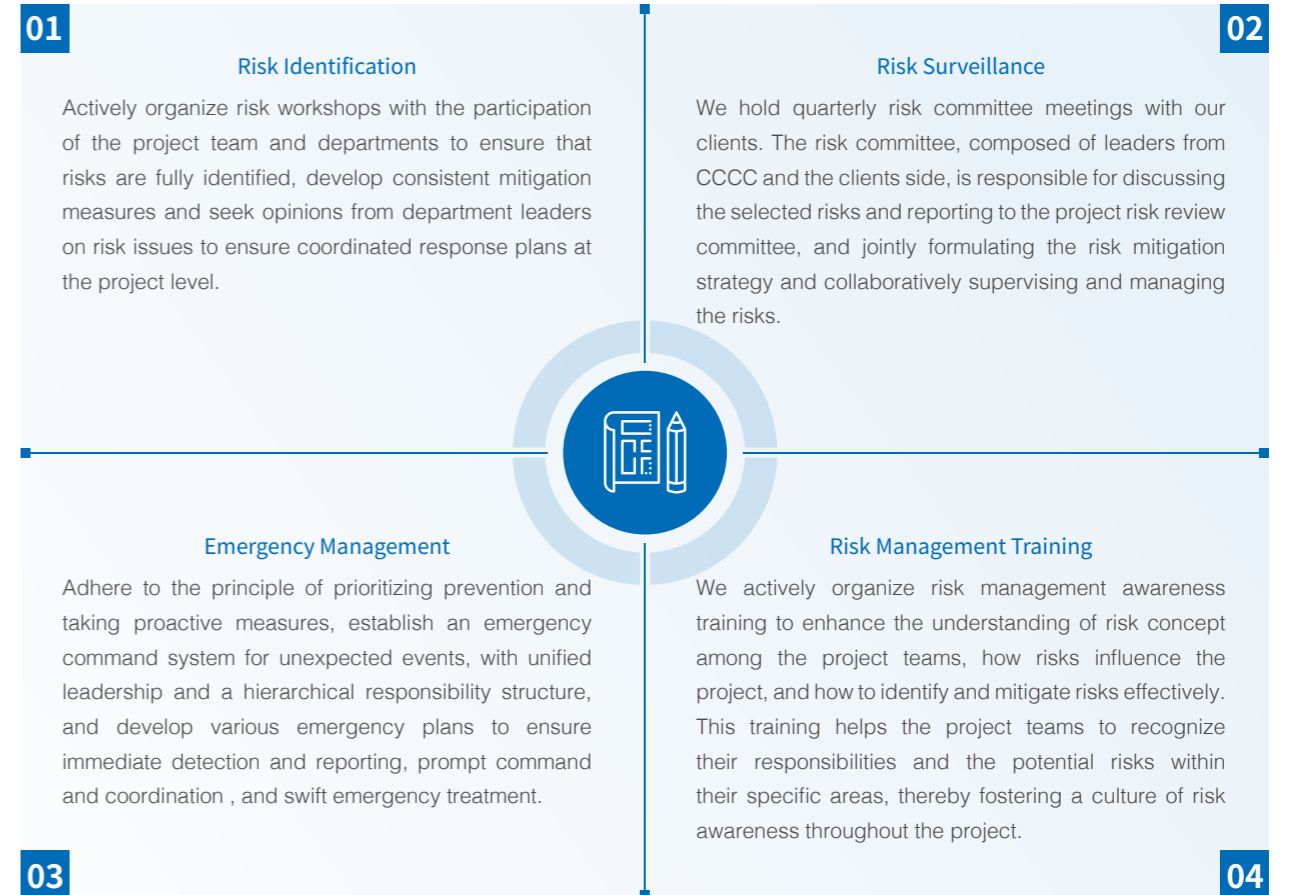 01
Risk Identification
Actively organize risk workshops with the participation
of the project team and departments to ensure that
risks are fully identified, develop consistent mitigation
measures and seek opinions from department leaders
on risk issues to ensure coordinated response plans at
the project level.
02
Risk Surveillance
We hold quarterly risk committee meetings with our
clients. The risk committee, composed of leaders from
CCCC and the clients side, is responsible for discussing
the selected risks and reporting to the project risk review
committee, and jointly formulating the risk mitigation
strategy and collaboratively supervising and managing
the risks.
Emergency Management
Adhere to the principle of prioritizing prevention and
taking proactive measures, establish an emergency
command system for unexpected events, with unified
leadership and a hierarchical responsibility structure,
and develop various emergency plans to ensure
immediate detection and reporting, prompt command
and coordination , and swift emergency treatment.
03
Risk Management Training
We actively organize risk management awareness
training to enhance the understanding of risk concept
among the project teams, how risks influence the
project, and how to identify and mitigate risks effectively.
This training helps the project teams to recognize
their responsibilities and the potential risks within
their specific areas, thereby fostering a culture of risk
awareness throughout the project.
04